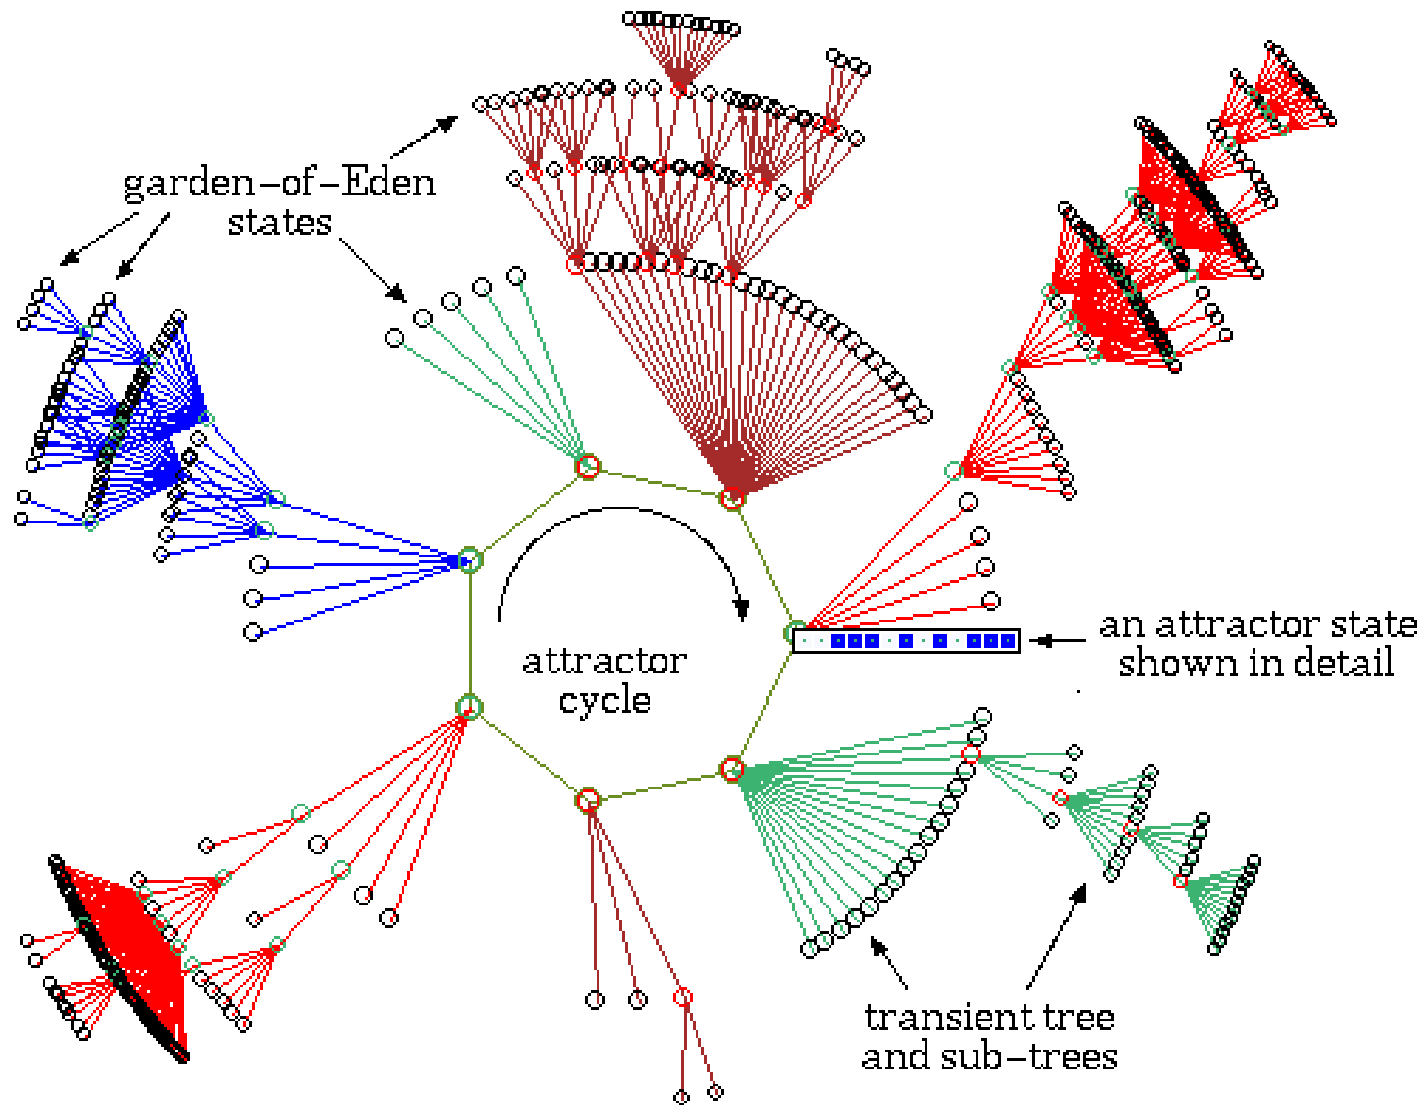 garden-of-Eden
states
attractor
cycle
an attractor state
shown in detail
transient tree
and sub-trees